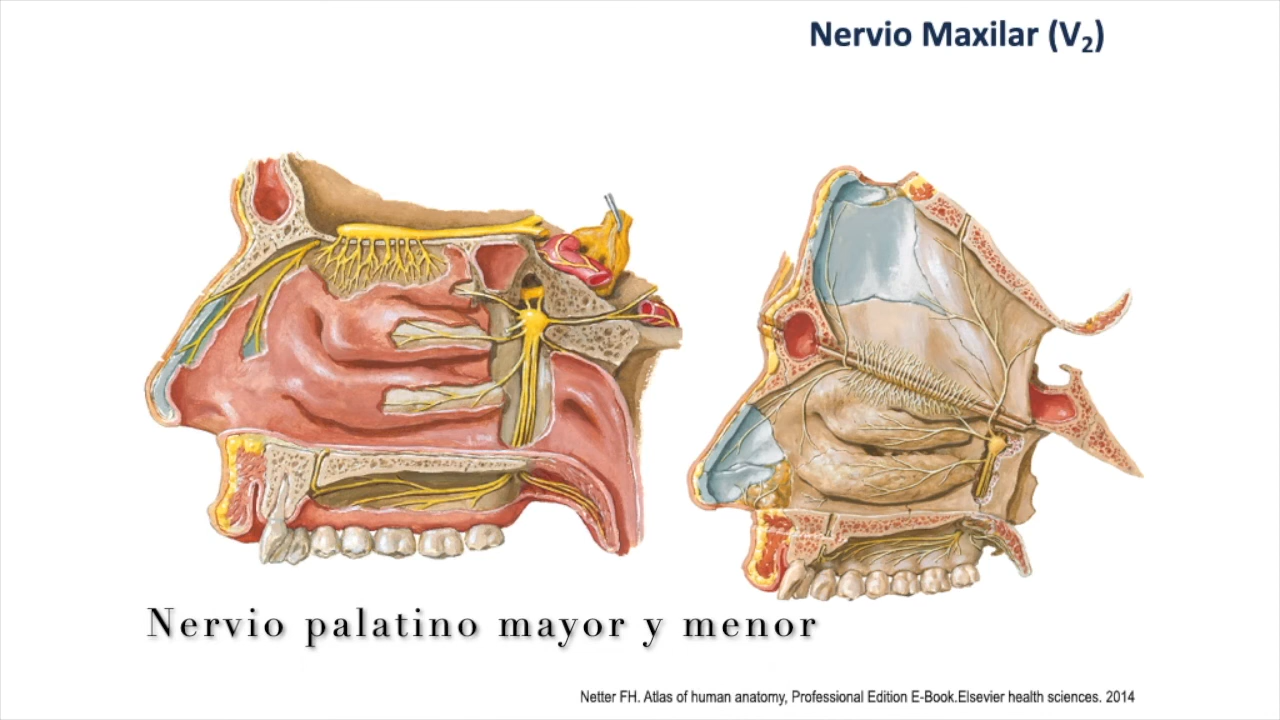 Nervio Maxilar (V₂)
Nervio palatino mayor y menor
Netter FH. Atlas of human anatomy, Professional Edition E-Book.Elsevier health sciences. 2014